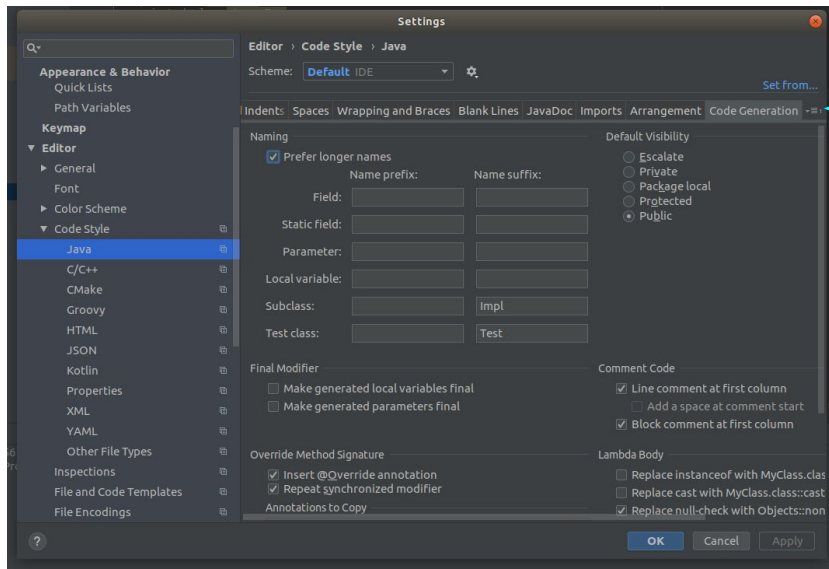 Settings
Appearance & Behavior
Quick Lists
Path Variables
Keymap
Editor
General
Font
Color Scheme
Code Style
Java
C/C++
CMake
Groovy
HTML
JSON
Kotlin
Properties
XML
YAML
Other File Types
Inspections
File and Code Templates
File Encodings
Editor › Code Style › Java
Scheme: Default IDE
Set from...
Indents Spaces Wrapping and Braces Blank Lines JavaDoc Imports Arrangement Code Generation
Naming
Prefer longer names
Name prefix: Name suffix:
Field:
Static field:
Parameter:
Local variable:
Subclass: Impl
Test class: Test
Default Visibility
Escalate
Private
Package local
Protected
Public
Final Modifier
Make generated local variables final
Make generated parameters final
Comment Code
Line comment at first column
Add a space at comment start
Block comment at first column
Override Method Signature
Insert @Override annotation
Repeat synchronized modifier
Annotations to Copy
Lambda Body
Replace instanceof with MyClass.clas
Replace cast with MyClass.class::cast
Replace null-check with Objects::non
?
OK Cancel Apply